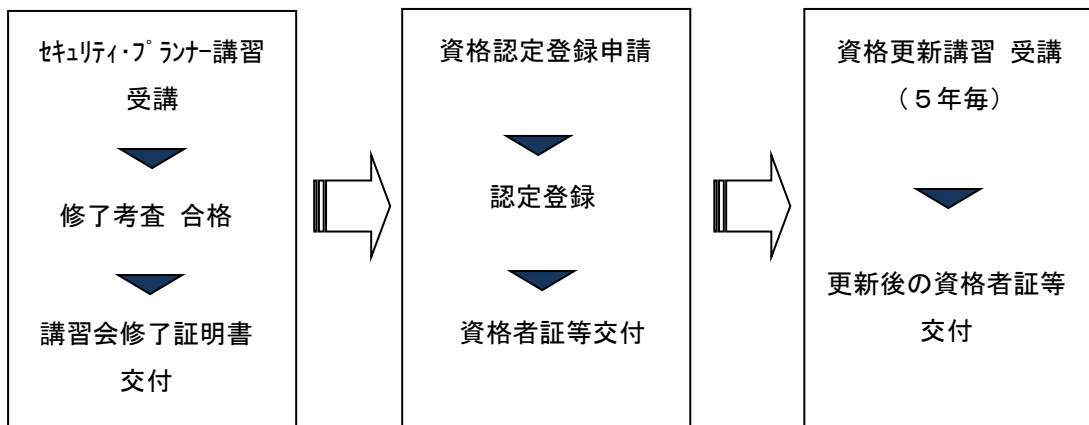 ｾｷｭﾘﾃｨ･ﾌﾟﾗﾝﾅｰ講習
受講
修了考査 合格
講習会修了証明書
交付
資格認定登録申請
認定登録
資格者証等交付
資格更新講習 受講
（５年毎）
更新後の資格者証等
交付